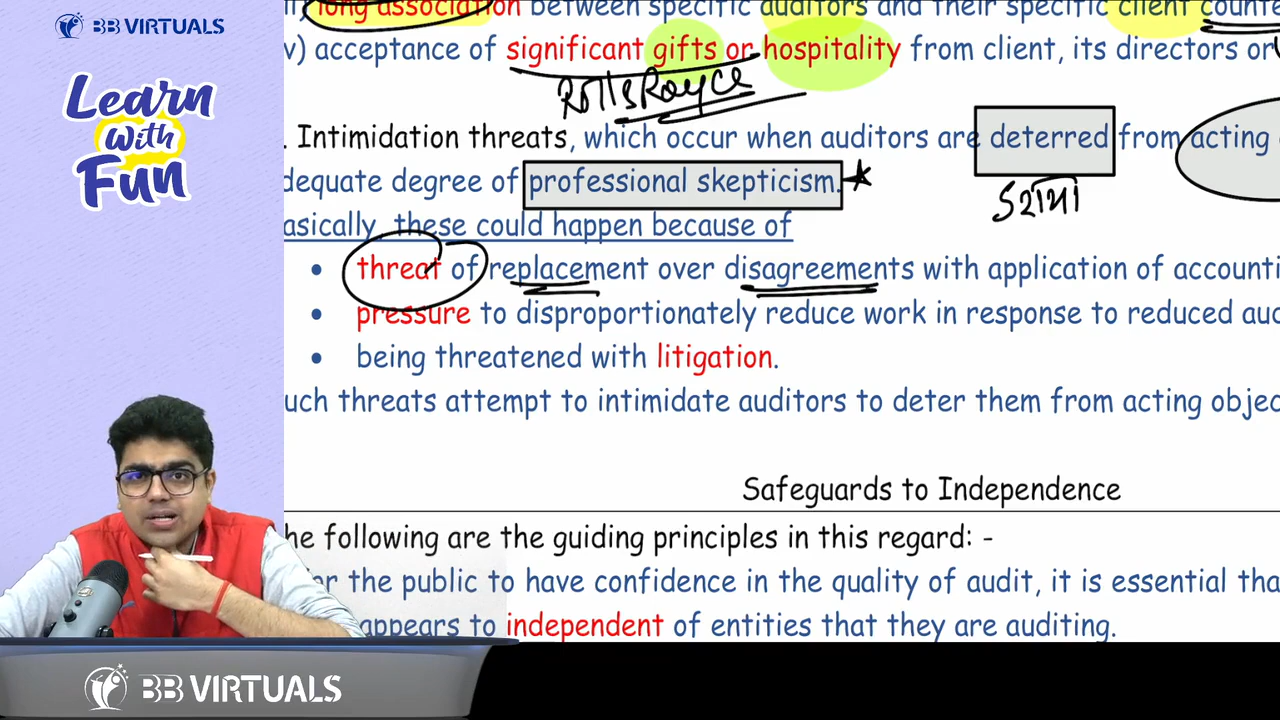 BB VIRTUALS
Learn
With
Fun
long association between specific auditors and their specific client counte
v) acceptance of significant gifts or hospitality from client, its directors or
Rolls Royce
. Intimidation threats, which occur when auditors are deterred from acting
dequate degree of professional skepticism.
डराया
asically, these could happen because of
• threat of replacement over disagreements with application of accounti
• pressure to disproportionately reduce work in response to reduced aud
• being threatened with litigation.
uch threats attempt to intimidate auditors to deter them from acting objec
Safeguards to Independence
he following are the guiding principles in this regard: -
for the public to have confidence in the quality of audit, it is essential tha
appears to independent of entities that they are auditing.
BB VIRTUALS